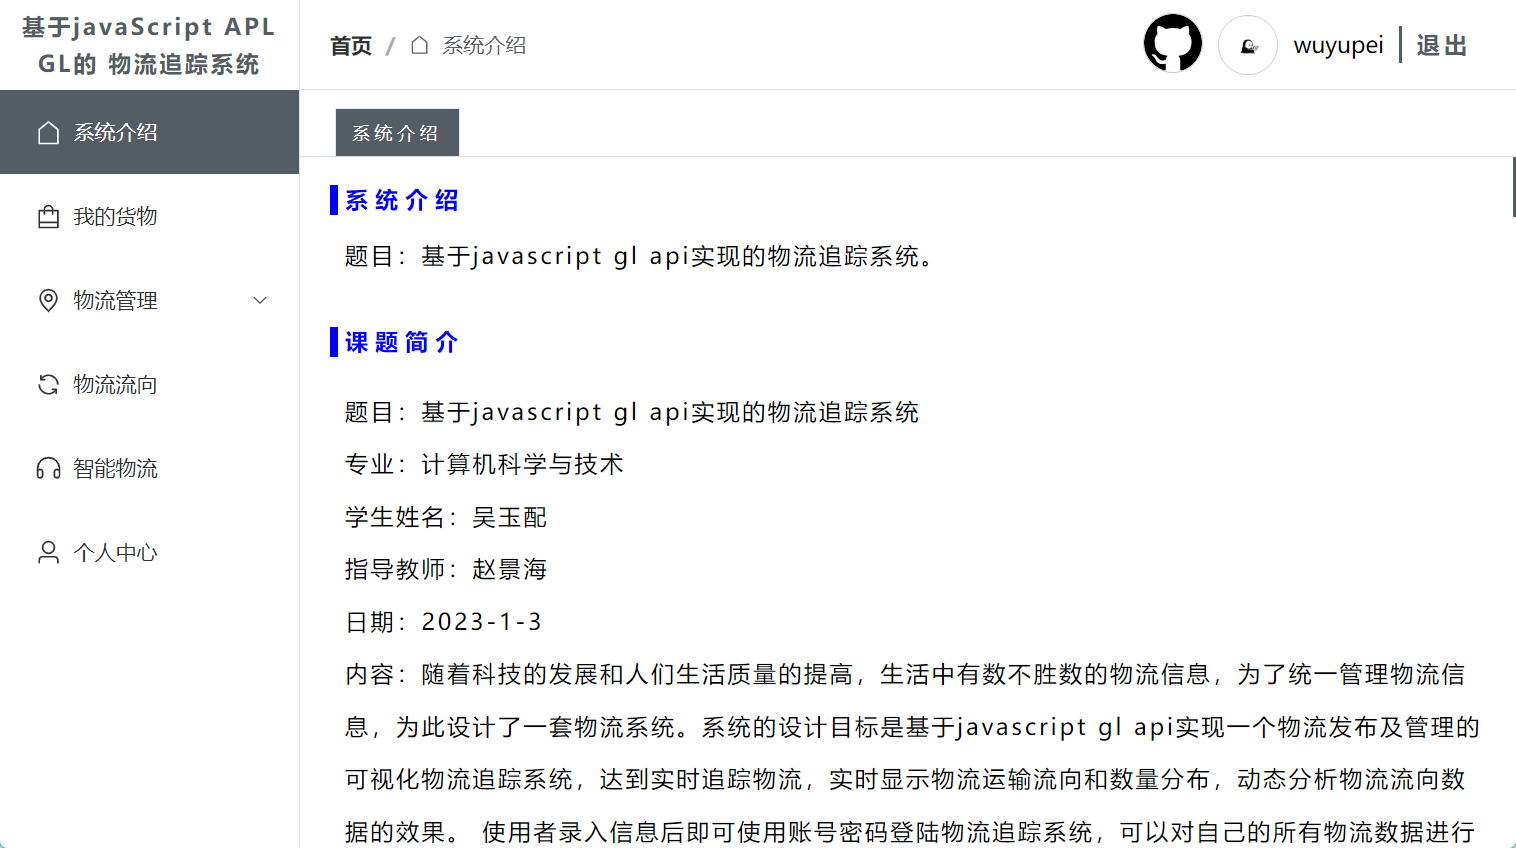 基于javaScript APL
GL的 物流追踪系统
首页 / 系统介绍
wuyupei
退出
系统介绍
我的货物
物流管理
物流流向
智能物流
个人中心
系统介绍
系统介绍
题目：基于javascript gl api实现的物流追踪系统。
课题简介
题目：基于javascript gl api实现的物流追踪系统
专业：计算机科学与技术
学生姓名：吴玉配
指导教师：赵景海
日期：2023-1-3
内容：随着科技的发展和人们生活质量的提高，生活中有数不胜数的物流信息，为了统一管理物流信
息，为此设计了一套物流系统。系统的设计目标是基于javascript gl api实现一个物流发布及管理的
可视化物流追踪系统，达到实时追踪物流，实时显示物流运输流向和数量分布，动态分析物流流向数
据的效果。 使用者录入信息后即可使用账号密码登陆物流追踪系统，可以对自己的所有物流数据进行